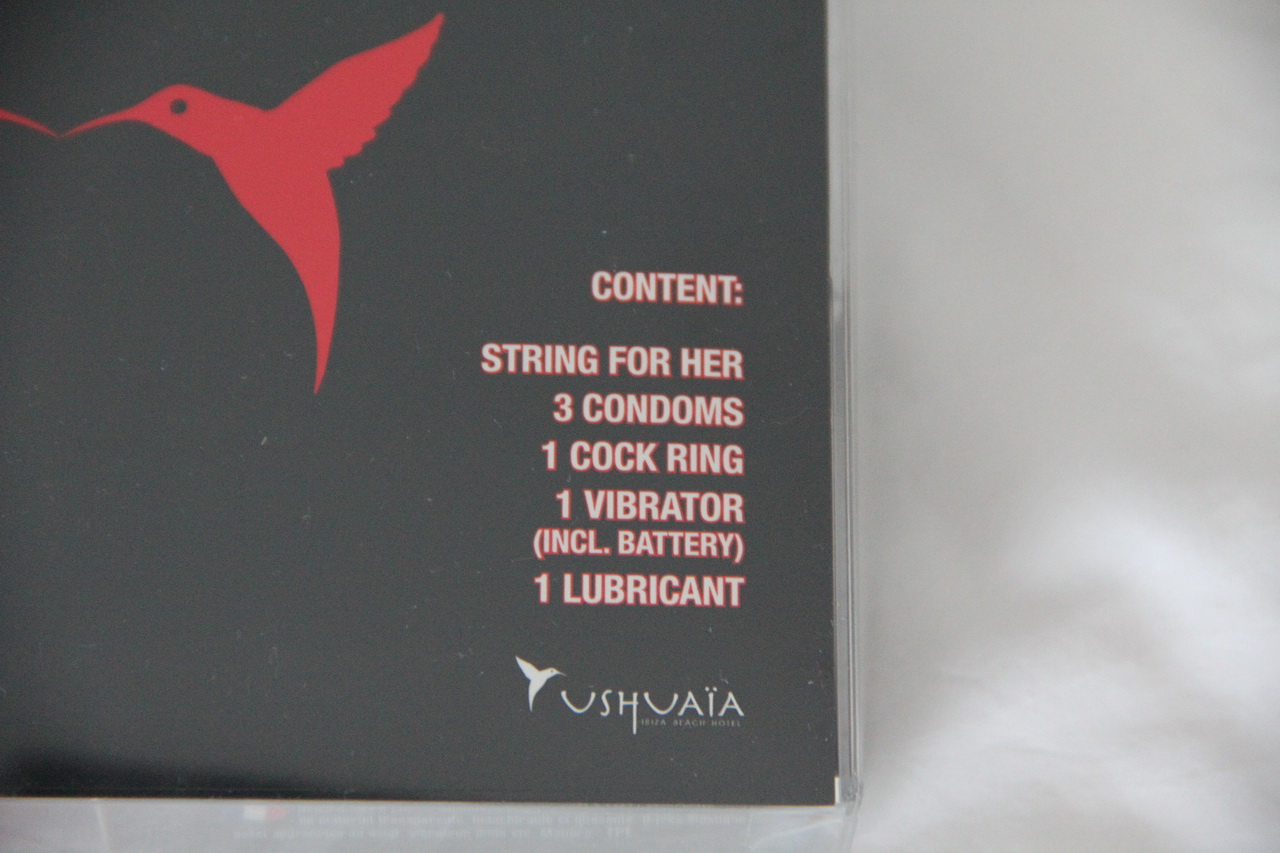 CONTENT:
STRING FOR HER
3 CONDOMS
1 COCK RING
1 VIBRATOR
(INCL. BATTERY)
1 LUBRICANT
USHUAÏA
IBIZA BEACH HOTEL